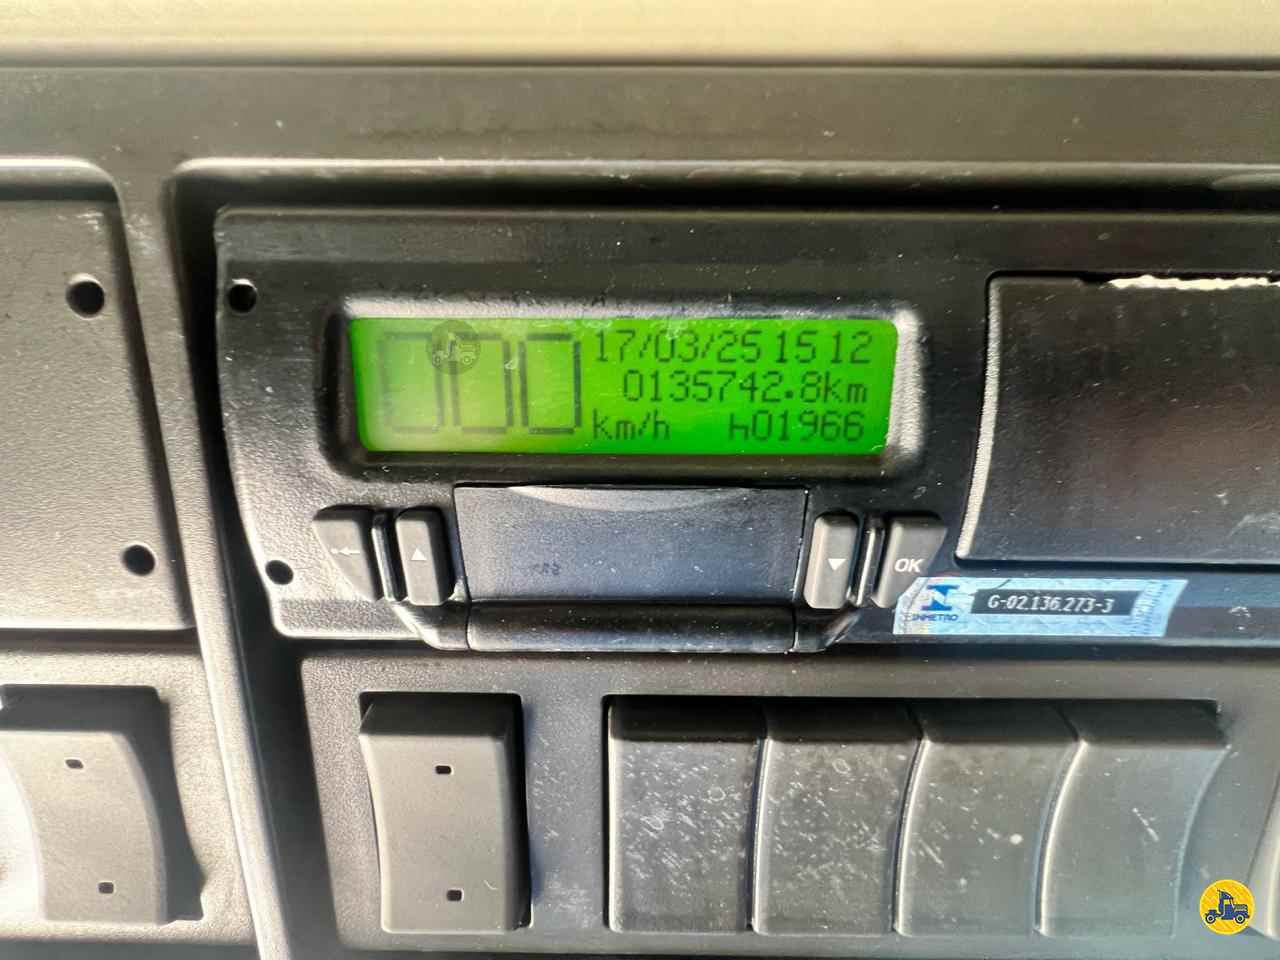 000
17/03/25 15 12
0135742.8km
km/h h01966
OK
INMETRO
G-02.136.273-3